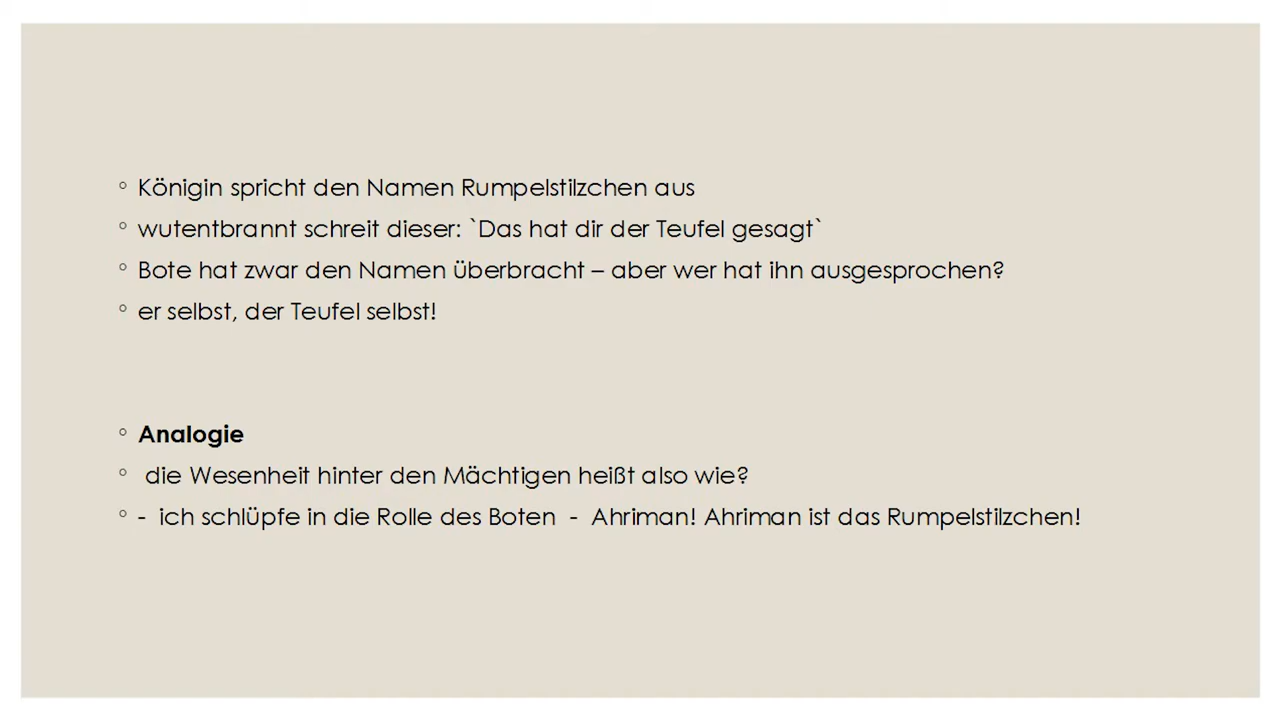 ◦ Königin spricht den Namen Rumpelstilzchen aus
◦ wutentbrannt schreit dieser: `Das hat dir der Teufel gesagt`
◦ Bote hat zwar den Namen überbracht – aber wer hat ihn ausgesprochen?
◦ er selbst, der Teufel selbst!
◦ Analogie
◦ die Wesenheit hinter den Mächtigen heißt also wie?
◦ - ich schlüpfe in die Rolle des Boten - Ahriman! Ahriman ist das Rumpelstilzchen!